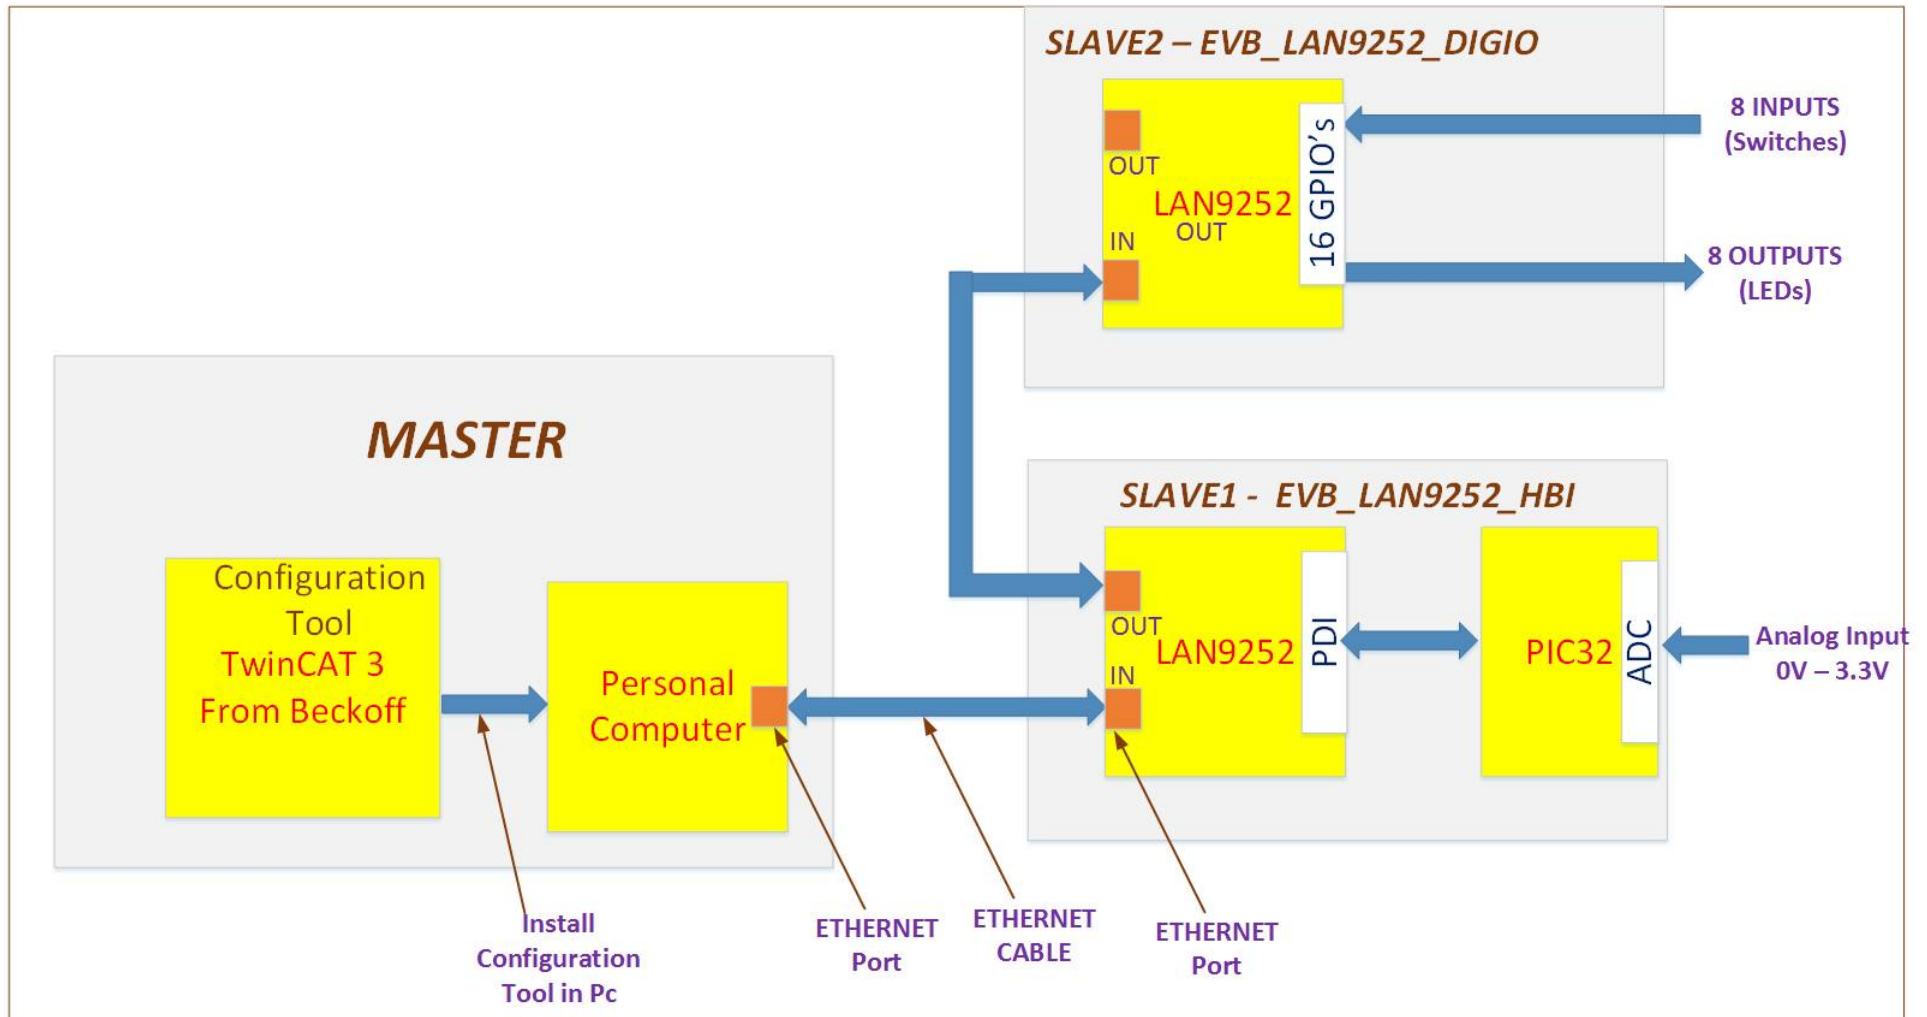 SLAVE2 – EVB_LAN9252_DIGIO
OUT
LAN9252
OUT
IN
16 GPIO's
8 INPUTS
(Switches)
8 OUTPUTS
(LEDs)
MASTER
Configuration
Tool
TwinCAT 3
From Beckoff
Personal
Computer
SLAVE1 - EVB_LAN9252_HBI
OUT
LAN9252
IN
PDI
PIC32
ADC
Analog Input
0V – 3.3V
Install
Configuration
Tool in Pc
ETHERNET
Port
ETHERNET
CABLE
ETHERNET
Port